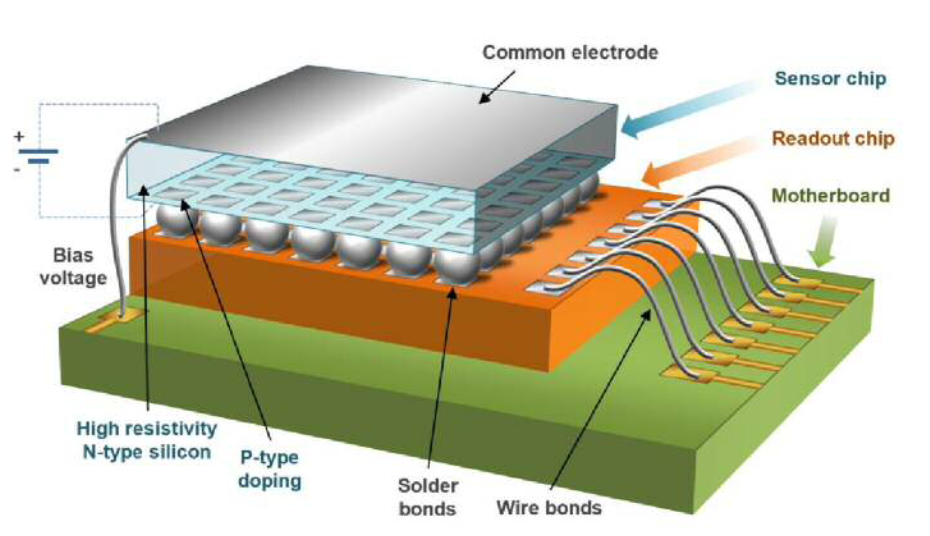 Common electrode
Sensor chip
Readout chip
Motherboard
+
-
Bias
voltage
High resistivity
N-type silicon
P-type
doping
Solder
bonds
Wire bonds